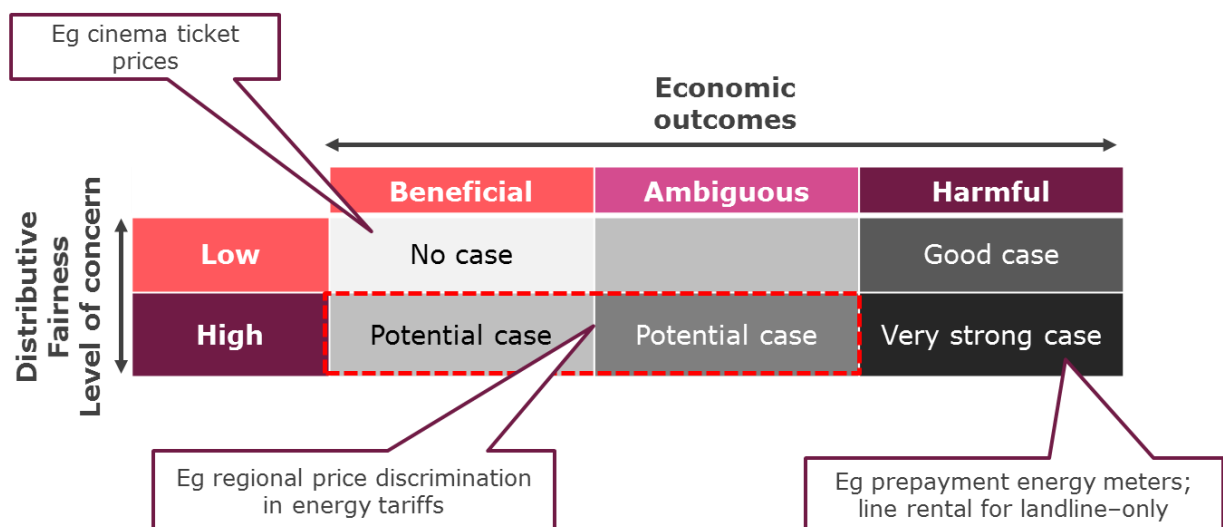 Eg cinema ticket
prices
Economic
outcomes
Distributive
Fairness
Level of concern
Beneficial
Ambiguous
Harmful
Low
No case
Good case
High
Potential case
Potential case
Very strong case
Eg regional price discrimination
in energy tariffs
Eg prepayment energy meters;
line rental for landline–only